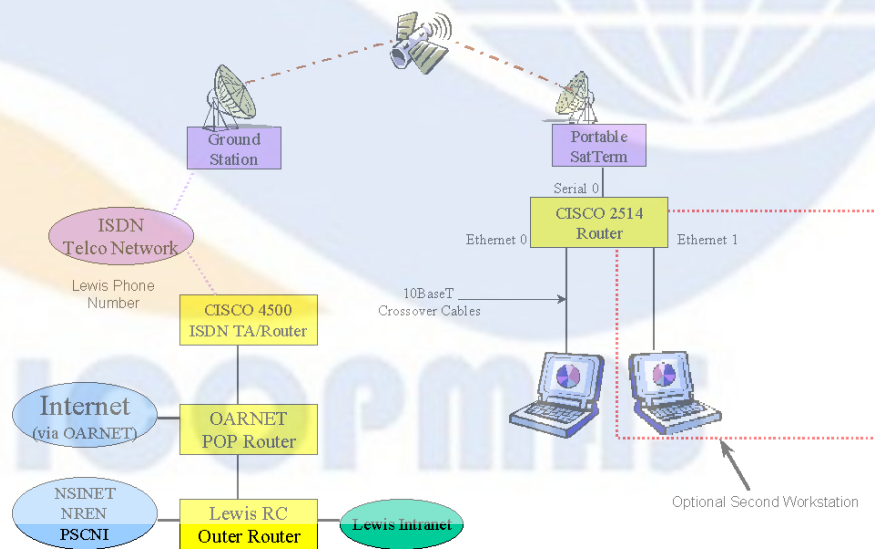 Ground
Station
Portable
SatTerm
Serial 0
ISDN
Telco Network
CISCO 2514
Router
Ethernet 0
Ethernet 1
Lewis Phone
Number
10BaseT
Crossover Cables
CISCO 4500
ISDN TA/Router
Internet
(via OARNET)
OARNET
POP Router
NSINET
NREN
PSCNI
Lewis RC
Outer Router
Lewis Intranet
Optional Second Workstation